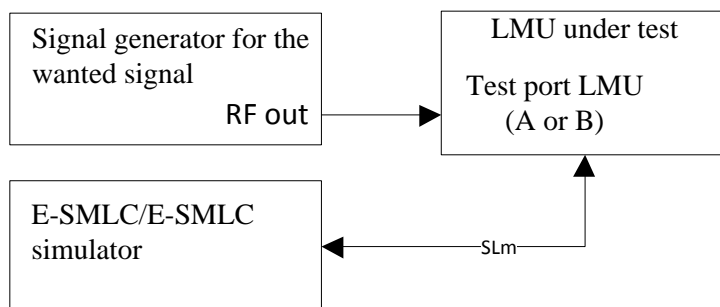 Signal generator for the
wanted signal
RF out
LMU under test
Test port LMU
(A or B)
E-SMLC/E-SMLC
simulator
SLm